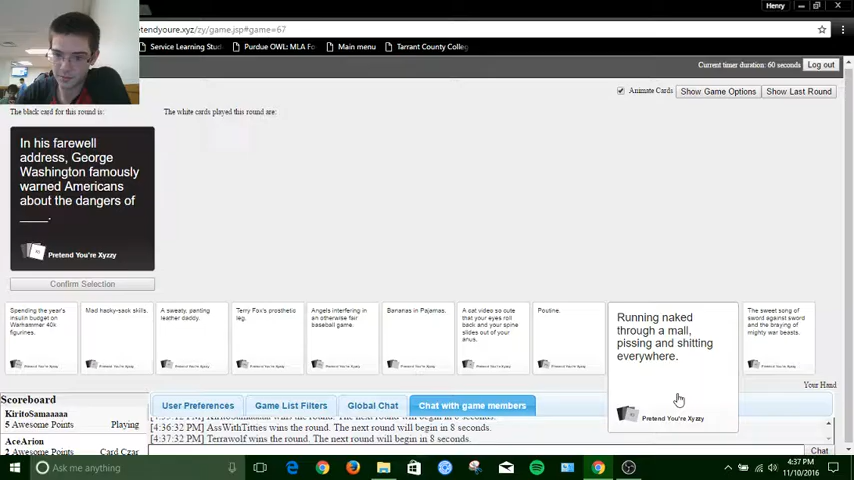 Henry
etendyoure.xyz/zy/game.jsp#game=67
Service Learning Stud
Purdue OWL: MLA Fo
Main menu
Tarrant County Colleg
Current timer duration: 60 seconds
Log out
Animate Cards
Show Game Options
Show Last Round
The black card for this round is:
The white cards played this round are:
In his farewell
address, George
Washington famously
warned Americans
about the dangers of
____.
Pretend You're Xyzzy
Confirm Selection
Spending the year's
insulin budget on
Warhammer 40k
figurines.
Mad hacky-sack skills.
A sweaty, panting
leather daddy.
Terry Fox's prosthetic
leg.
Angels interfering in
an otherwise fair
baseball game.
Bananas in Pajamas.
A cat video so cute
that your eyes roll
back and your spine
slides out of your
anus.
Poutine.
Running naked
through a mall,
pissing and shitting
everywhere.
Pretend You're Xyzzy
The sweet song of
sword against sword
and the braying of
mighty war beasts.
Your Hand
Scoreboard
KiritoSamaaaaa
5 Awesome Points
Playing
AceArion
2 Awesome Points
Card Czar
User Preferences
Game List Filters
Global Chat
Chat with game members
[4:36:32 PM] AssWithTitties wins the round. The next round will begin in 8 seconds.
[4:37:32 PM] Terrawolf wins the round. The next round will begin in 8 seconds.
Chat
Ask me anything
4:37 PM
11/10/2016